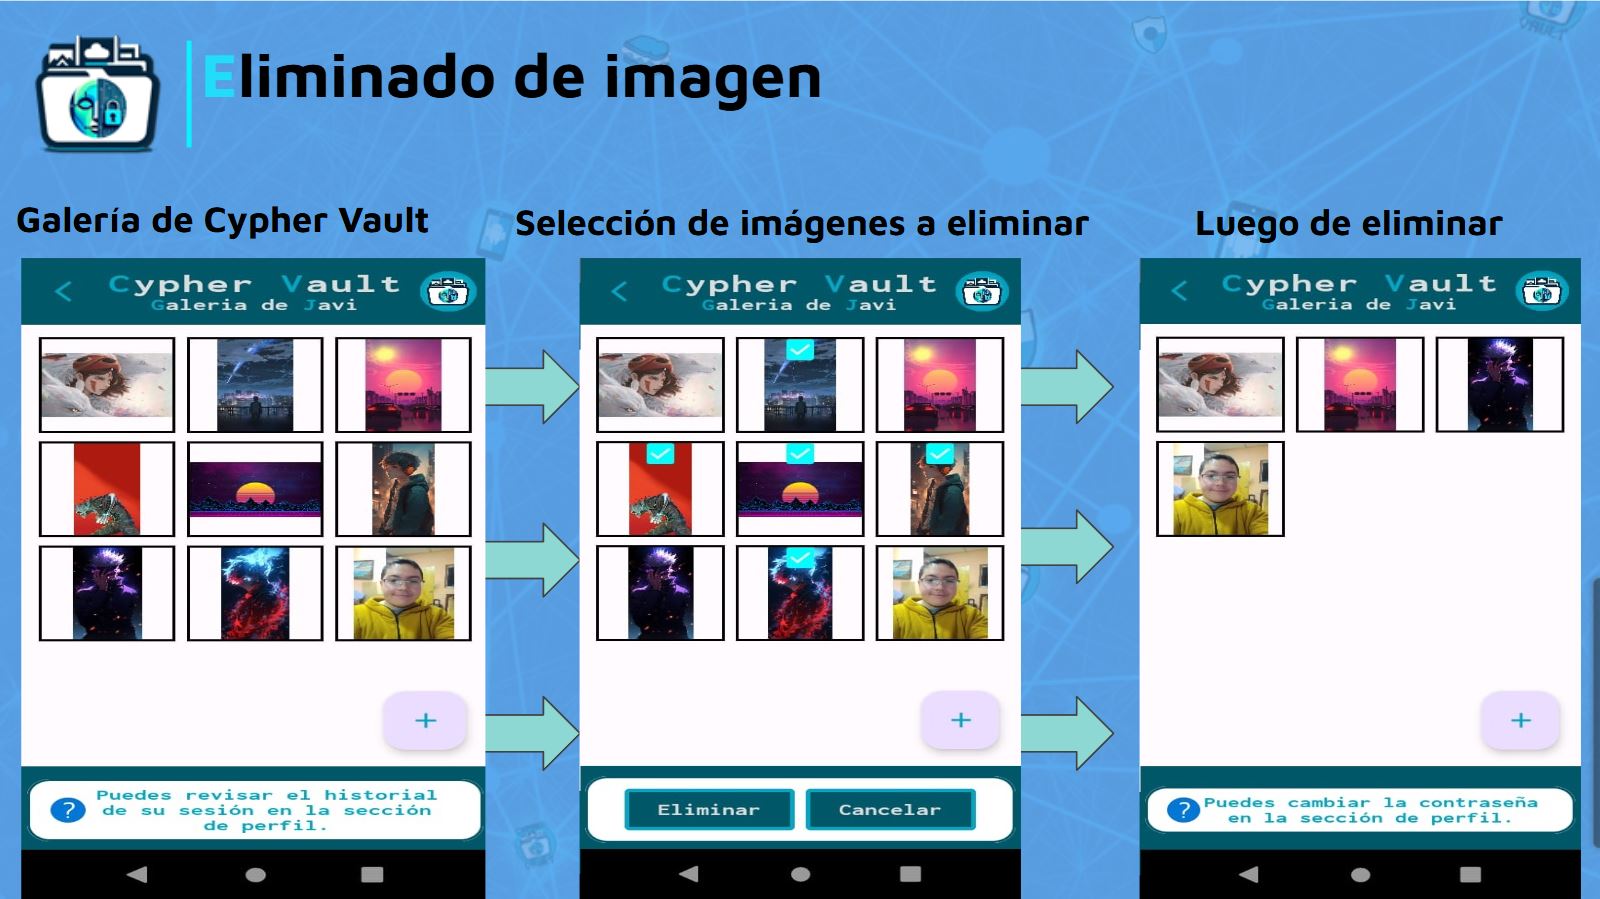 Eliminado de imagen
Galería de Cypher Vault
Selección de imágenes a eliminar
Luego de eliminar
Cypher Vault
Galeria de Javi
Puedes revisar el historial
de su sesión en la sección
de perfil.
Cypher Vault
Galeria de Javi
Eliminar
Cancelar
Cypher Vault
Galeria de Javi
Puedes cambiar la contraseña
en la sección de perfil.